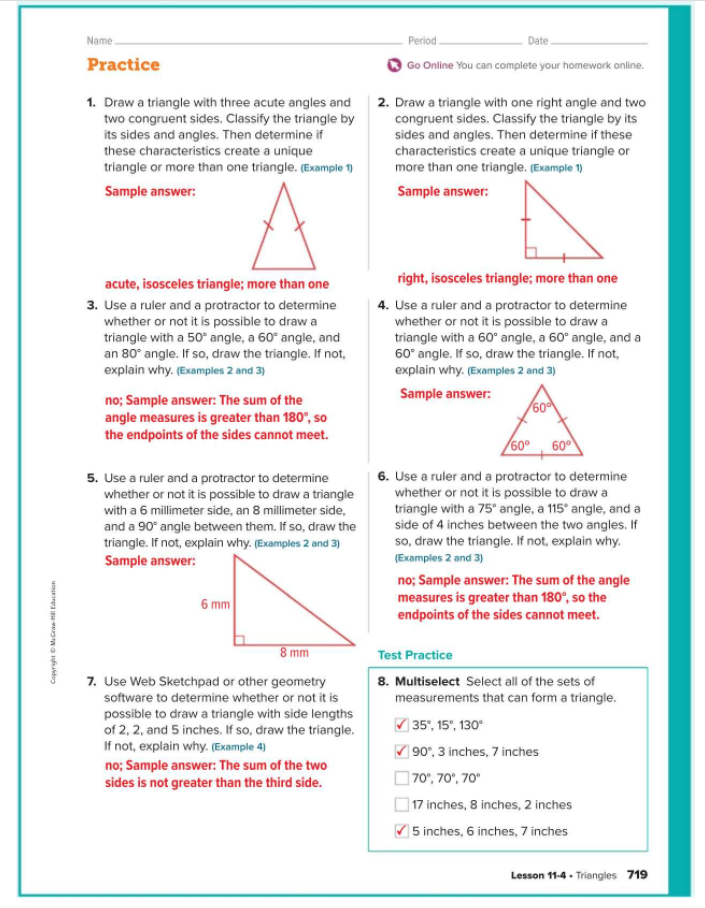 Name
Period
Date
Practice
Go Online You can complete your homework online.
1. Draw a triangle with three acute angles and
two congruent sides. Classify the triangle by
its sides and angles. Then determine if
these characteristics create a unique
triangle or more than one triangle. (Example 1)
Sample answer:
acute, isosceles triangle; more than one
2. Draw a triangle with one right angle and two
congruent sides. Classify the triangle by its
sides and angles. Then determine if these
characteristics create a unique triangle or
more than one triangle. (Example 1)
Sample answer:
right, isosceles triangle; more than one
3. Use a ruler and a protractor to determine
whether or not it is possible to draw a
triangle with a 50° angle, a 60° angle, and
an 80° angle. If so, draw the triangle. If not,
explain why. (Examples 2 and 3)
no; Sample answer: The sum of the
angle measures is greater than 180°, so
the endpoints of the sides cannot meet.
4. Use a ruler and a protractor to determine
whether or not it is possible to draw a
triangle with a 60° angle, a 60° angle, and a
60° angle. If so, draw the triangle. If not,
explain why. (Examples 2 and 3)
Sample answer:
60°
60° 60°
5. Use a ruler and a protractor to determine
whether or not it is possible to draw a triangle
with a 6 millimeter side, an 8 millimeter side,
and a 90° angle between them. If so, draw the
triangle. If not, explain why. (Examples 2 and 3)
Sample answer:
6 mm
8 mm
6. Use a ruler and a protractor to determine
whether or not it is possible to draw a
triangle with a 75° angle, a 115° angle, and a
side of 4 inches between the two angles. If
so, draw the triangle. If not, explain why.
(Examples 2 and 3)
no; Sample answer: The sum of the angle
measures is greater than 180°, so the
endpoints of the sides cannot meet.
7. Use Web Sketchpad or other geometry
software to determine whether or not it is
possible to draw a triangle with side lengths
of 2, 2, and 5 inches. If so, draw the triangle.
If not, explain why. (Example 4)
no; Sample answer: The sum of the two
sides is not greater than the third side.
Test Practice
8. Multiselect Select all of the sets of
measurements that can form a triangle.
35°, 15°, 130°
90°, 3 inches, 7 inches
70°, 70°, 70°
17 inches, 8 inches, 2 inches
5 inches, 6 inches, 7 inches
Copyright © McGraw-Hill Education
Lesson 11-4 • Triangles 719